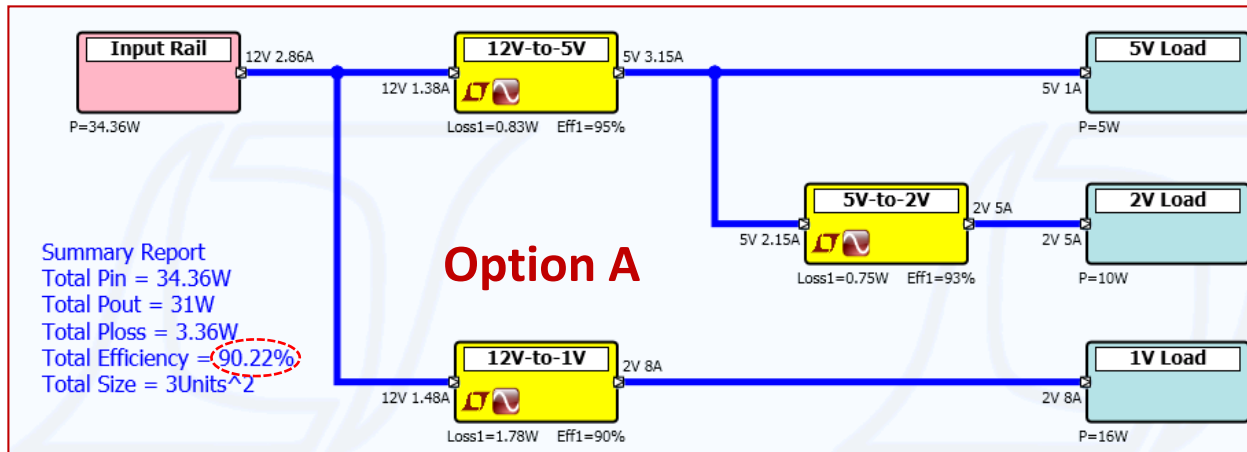 Input Rail
12V 2.86A
P=34.36W
12V-to-5V
12V 1.38A
5V 3.15A
Loss1=0.83W Eff1=95%
5V Load
5V 1A
P=5W
5V-to-2V
5V 2.15A
2V 5A
Loss1=0.75W Eff1=93%
2V Load
2V 5A
P=10W
Option A
Summary Report
Total Pin = 34.36W
Total Pout = 31W
Total Ploss = 3.36W
Total Efficiency = 90.22%
Total Size = 3Units^2
12V-to-1V
12V 1.48A
2V 8A
Loss1=1.78W Eff1=90%
1V Load
2V 8A
P=16W